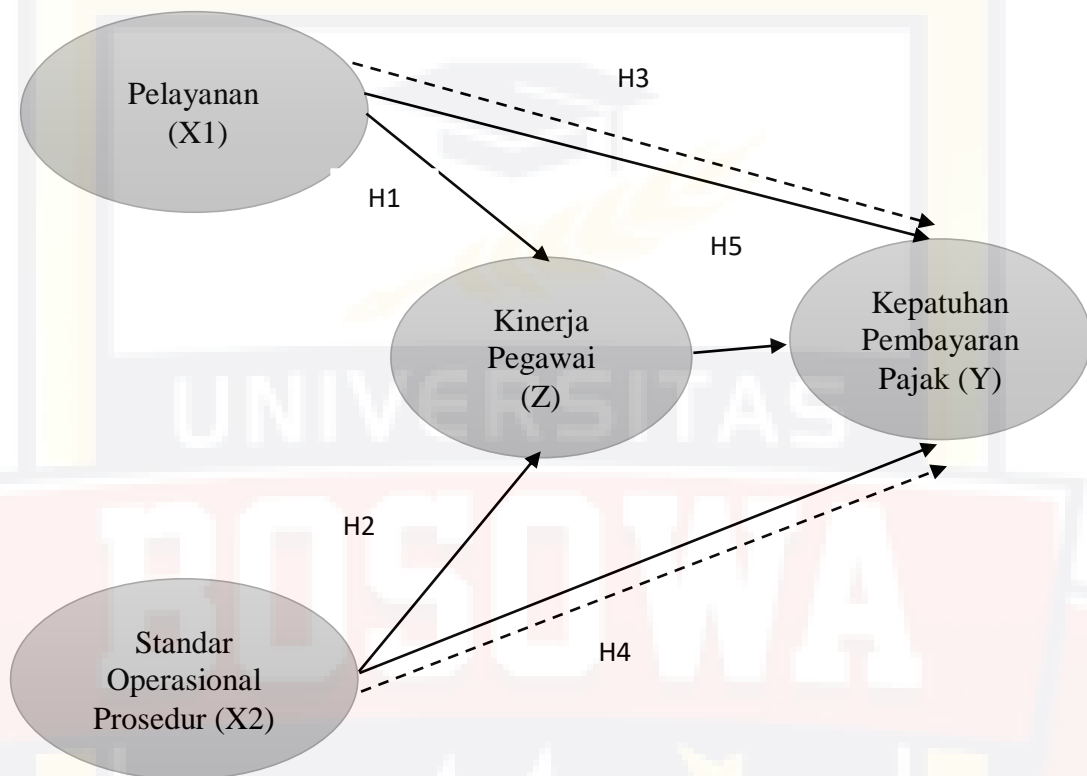 H3
Pelayanan
(X1)
H1
H5
Kepatuhan
Pembayaran
Pajak (Y)
Kinerja
Pegawai
(Z)
UNIVERSITAS
BOSOWA
H2
H4
Standar
Operasional
Prosedur (X2)